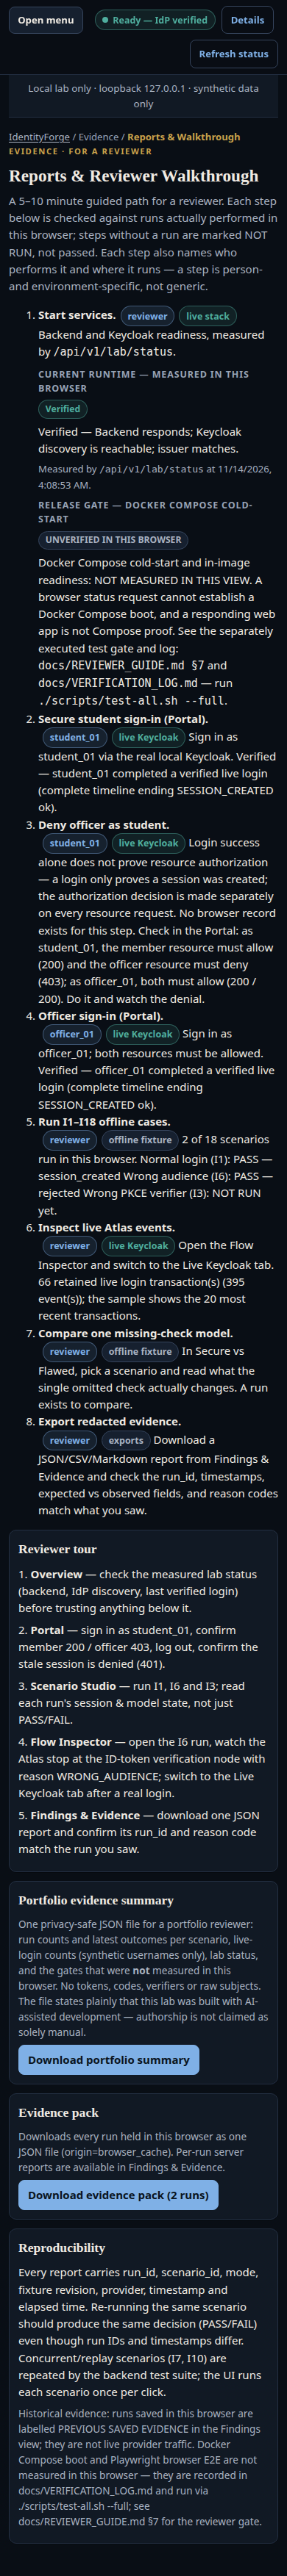 Open menu
Ready — IdP verified
Details
Refresh status
Local lab only · loopback 127.0.0.1 · synthetic data
only
IdentityForge / Evidence / Reports & Walkthrough
EVIDENCE · FOR A REVIEWER
Reports & Reviewer Walkthrough
A 5–10 minute guided path for a reviewer. Each step
below is checked against runs actually performed in
this browser; steps without a run are marked NOT
RUN, not passed. Each step also names who
performs it and where it runs — a step is person-
and environment-specific, not generic.
1. Start services. reviewer live stack
Backend and Keycloak readiness, measured
by /api/v1/lab/status.
CURRENT RUNTIME — MEASURED IN THIS
BROWSER
Verified
Verified — Backend responds; Keycloak
discovery is reachable; issuer matches.
Measured by /api/v1/lab/status at 11/14/2026,
4:08:53 AM.
RELEASE GATE — DOCKER COMPOSE COLD-
START
UNVERIFIED IN THIS BROWSER
Docker Compose cold-start and in-image
readiness: NOT MEASURED IN THIS VIEW. A
browser status request cannot establish a
Docker Compose boot, and a responding web
app is not Compose proof. See the separately
executed test gate and log:
docs/REVIEWER_GUIDE.md §7 and
docs/VERIFICATION_LOG.md — run
./scripts/test-all.sh --full.
2. Secure student sign-in (Portal).
student_01 live Keycloak Sign in as
student_01 via the real local Keycloak. Verified
— student_01 completed a verified live login
(complete timeline ending SESSION_CREATED
ok).
3. Deny officer as student.
student_01 live Keycloak Login success
alone does not prove resource authorization
— a login only proves a session was created;
the authorization decision is made separately
on every resource request. No browser record
exists for this step. Check in the Portal: as
student_01, the member resource must allow
(200) and the officer resource must deny
(403); as officer_01, both must allow (200 /
200). Do it and watch the denial.
4. Officer sign-in (Portal).
officer_01 live Keycloak Sign in as
officer_01; both resources must be allowed.
Verified — officer_01 completed a verified live
login (complete timeline ending
SESSION_CREATED ok).
5. Run I1–I18 offline cases.
reviewer offline fixture 2 of 18 scenarios
run in this browser. Normal login (I1): PASS —
session_created Wrong audience (I6): PASS —
rejected Wrong PKCE verifier (I3): NOT RUN
yet.
6. Inspect live Atlas events.
reviewer live Keycloak Open the Flow
Inspector and switch to the Live Keycloak tab.
66 retained live login transaction(s) (395
event(s)); the sample shows the 20 most
recent transactions.
7. Compare one missing-check model.
reviewer offline fixture In Secure vs
Flawed, pick a scenario and read what the
single omitted check actually changes. A run
exists to compare.
8. Export redacted evidence.
reviewer exports Download a
JSON/CSV/Markdown report from Findings &
Evidence and check the run_id, timestamps,
expected vs observed fields, and reason codes
match what you saw.
Reviewer tour
1. Overview — check the measured lab status
(backend, IdP discovery, last verified login)
before trusting anything below it.
2. Portal — sign in as student_01, confirm
member 200 / officer 403, log out, confirm the
stale session is denied (401).
3. Scenario Studio — run I1, I6 and I3; read
each run's session & model state, not just
PASS/FAIL.
4. Flow Inspector — open the I6 run, watch the
Atlas stop at the ID-token verification node with
reason WRONG_AUDIENCE; switch to the Live
Keycloak tab after a real login.
5. Findings & Evidence — download one JSON
report and confirm its run_id and reason code
match the run you saw.
Portfolio evidence summary
One privacy-safe JSON file for a portfolio reviewer:
run counts and latest outcomes per scenario, live-
login counts (synthetic usernames only), lab status,
and the gates that were not measured in this
browser. No tokens, codes, verifiers or raw subjects.
The file states plainly that this lab was built with AI-
assisted development — authorship is not claimed as
solely manual.
Download portfolio summary
Evidence pack
Downloads every run held in this browser as one
JSON file (origin=browser_cache). Per-run server
reports are available in Findings & Evidence.
Download evidence pack (2 runs)
Reproducibility
Every report carries run_id, scenario_id, mode,
fixture revision, provider, timestamp and
elapsed time. Re-running the same scenario
should produce the same decision (PASS/FAIL)
even though run IDs and timestamps differ.
Concurrent/replay scenarios (I7, I10) are
repeated by the backend test suite; the UI runs
each scenario once per click.
Historical evidence: runs saved in this browser are
labelled PREVIOUS SAVED EVIDENCE in the Findings
view; they are not live provider traffic. Docker
Compose boot and Playwright browser E2E are not
measured in this browser — they are recorded in
docs/VERIFICATION_LOG.md and run via
./scripts/test-all.sh --full; see
docs/REVIEWER_GUIDE.md §7 for the reviewer gate.